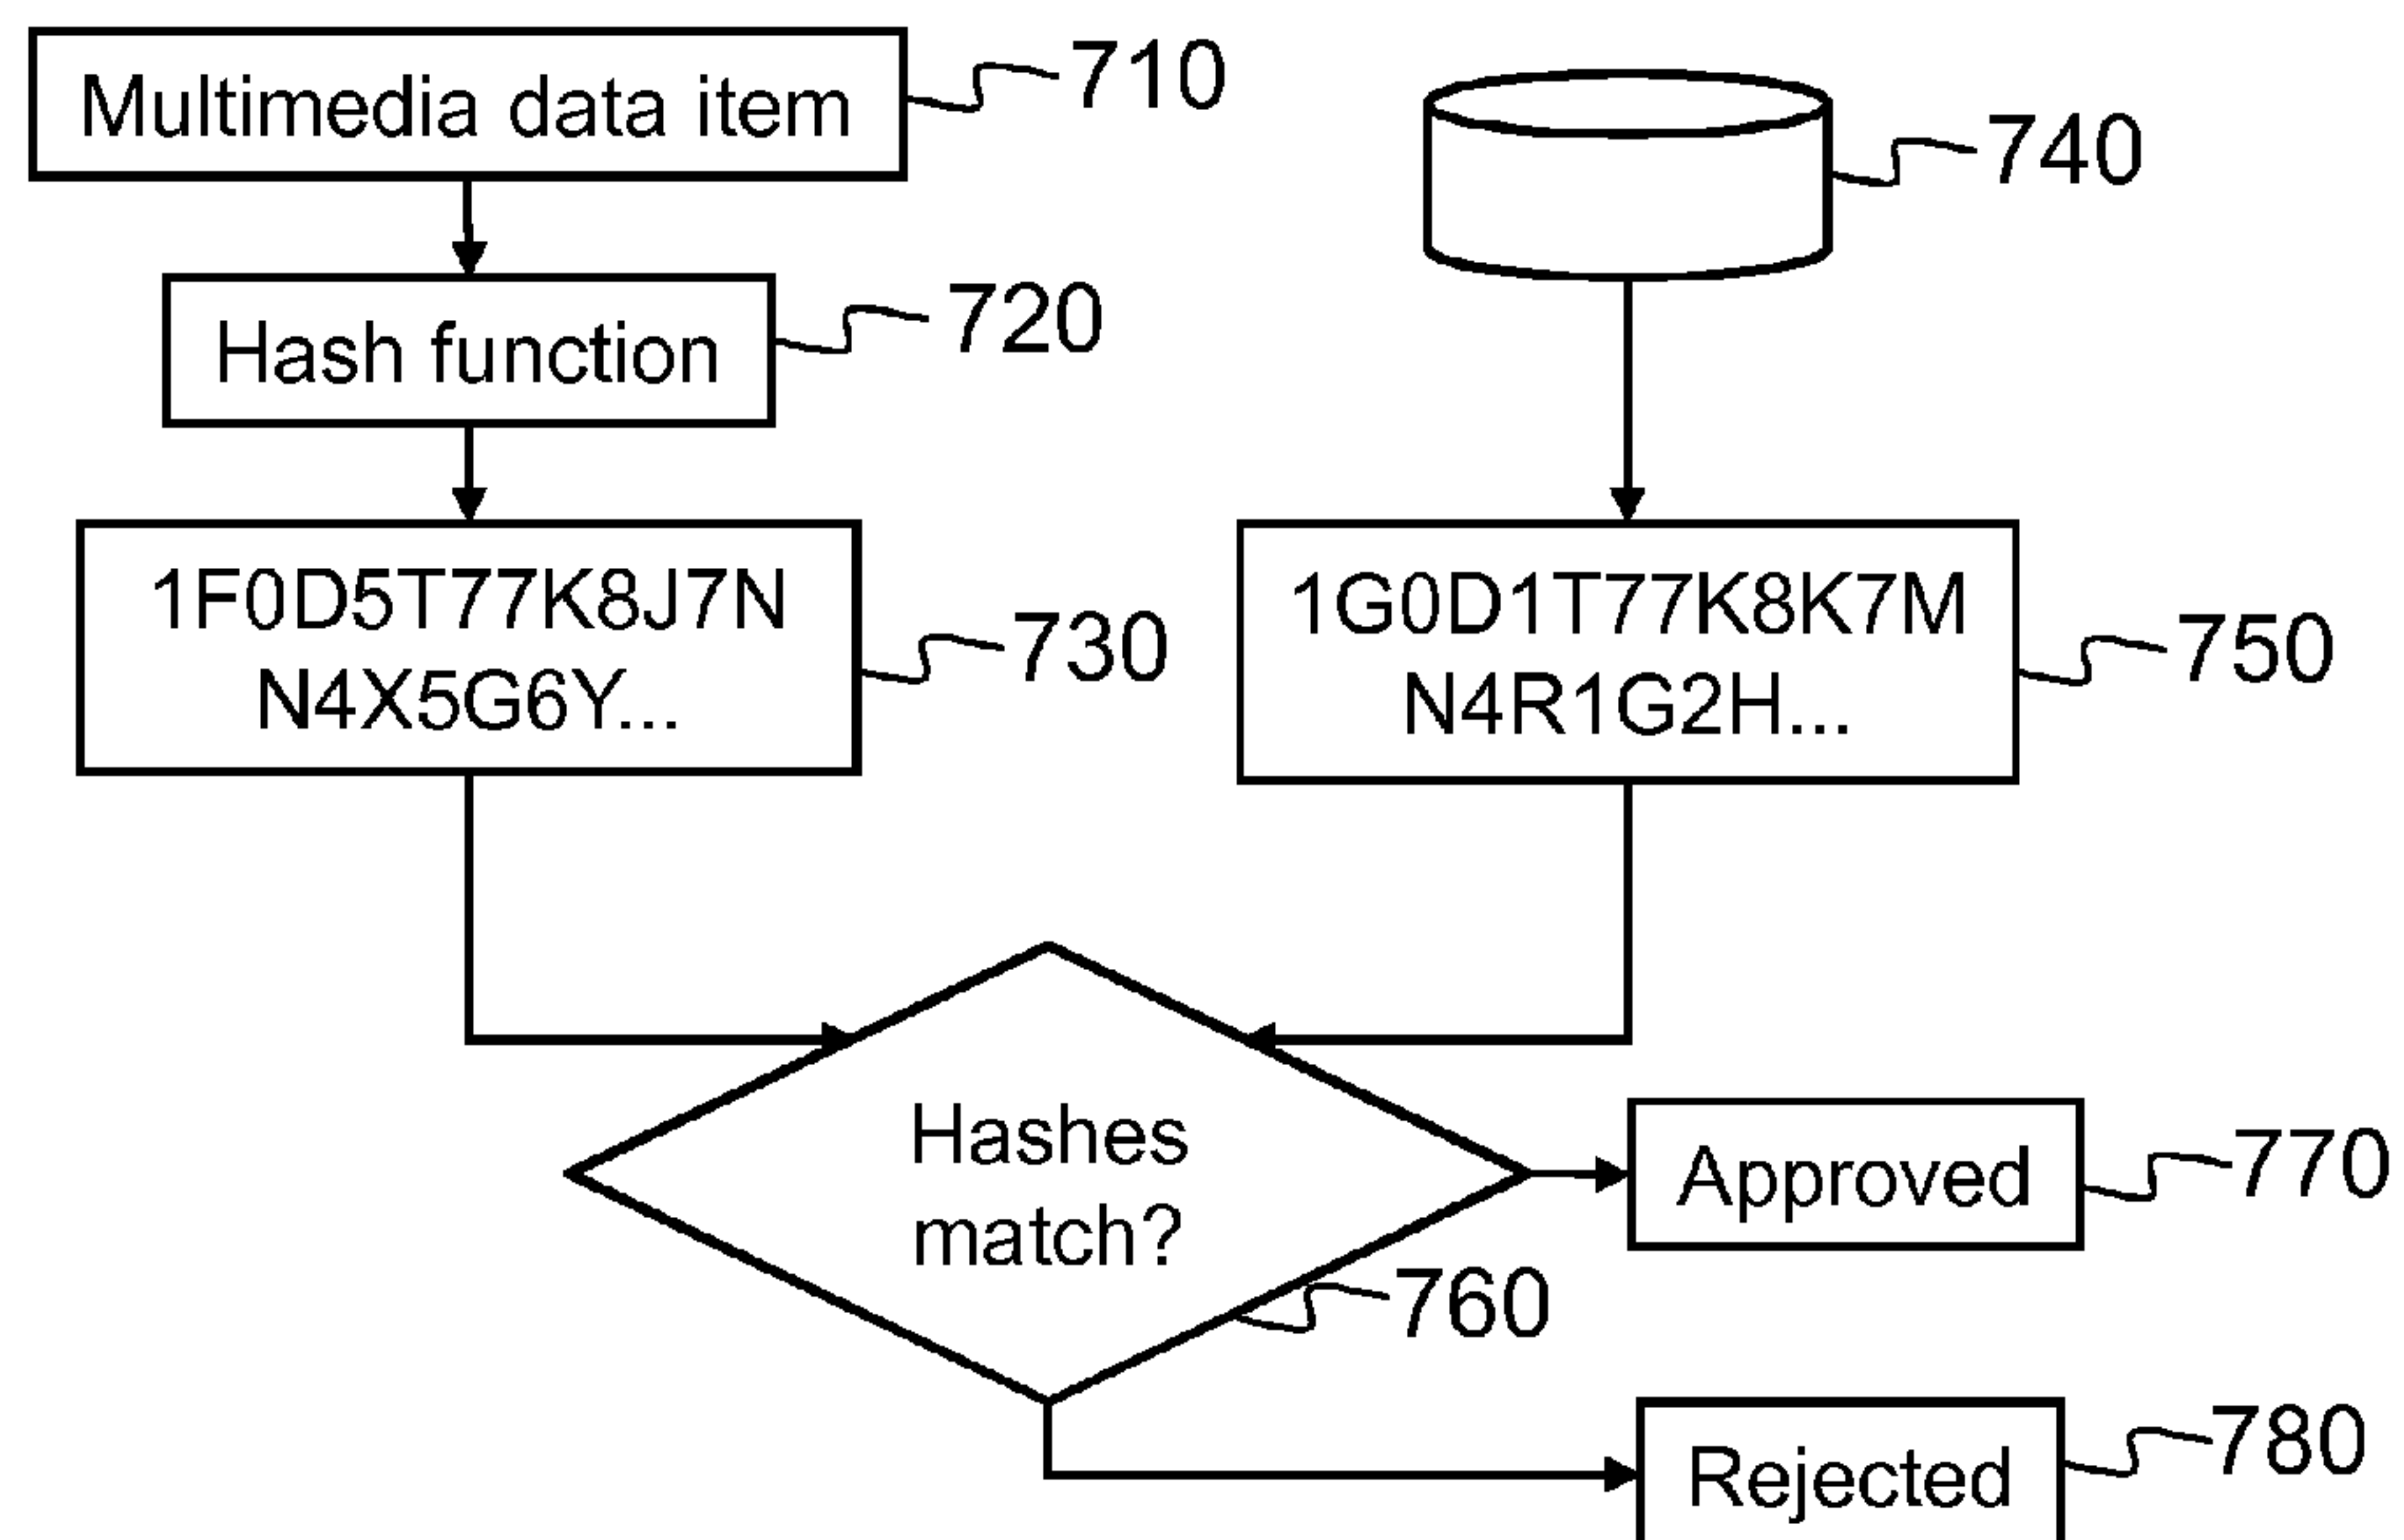 Multimedia data item
710
740
Hash function
720
1F0D5T77K8J7N
N4X5G6Y...
730
1G0D1T77K8K7M
N4R1G2H...
750
Hashes
match?
760
Approved
770
Rejected
780